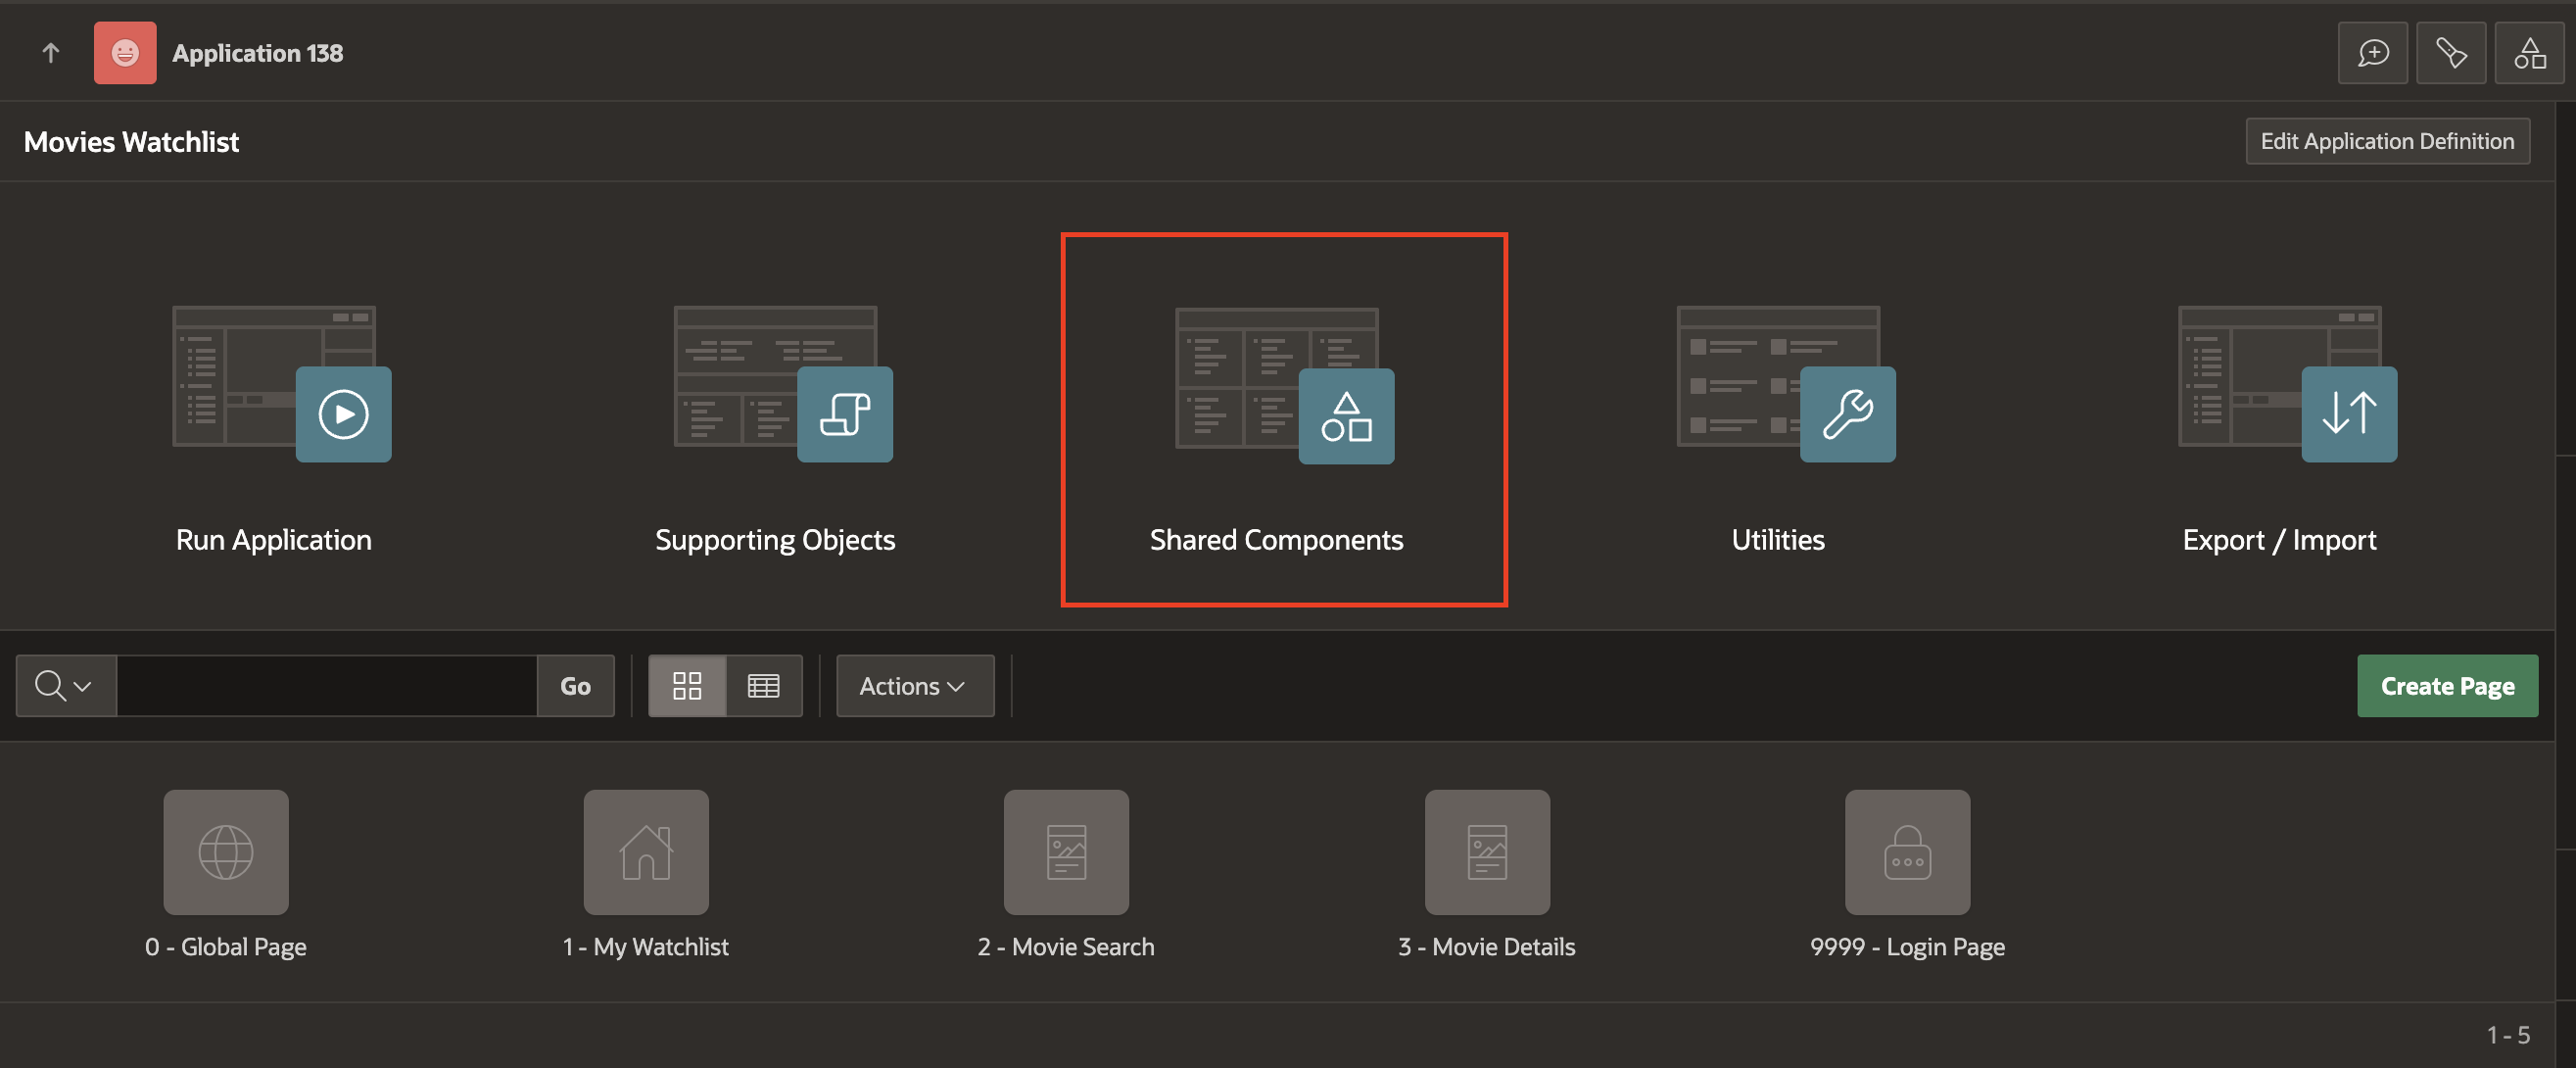 Application 138
Movies Watchlist
Edit Application Definition
Run Application
Supporting Objects
Shared Components
Utilities
Export / Import
Go
Actions
Create Page
0 - Global Page
1 - My Watchlist
2 - Movie Search
3 - Movie Details
9999 - Login Page
1 - 5